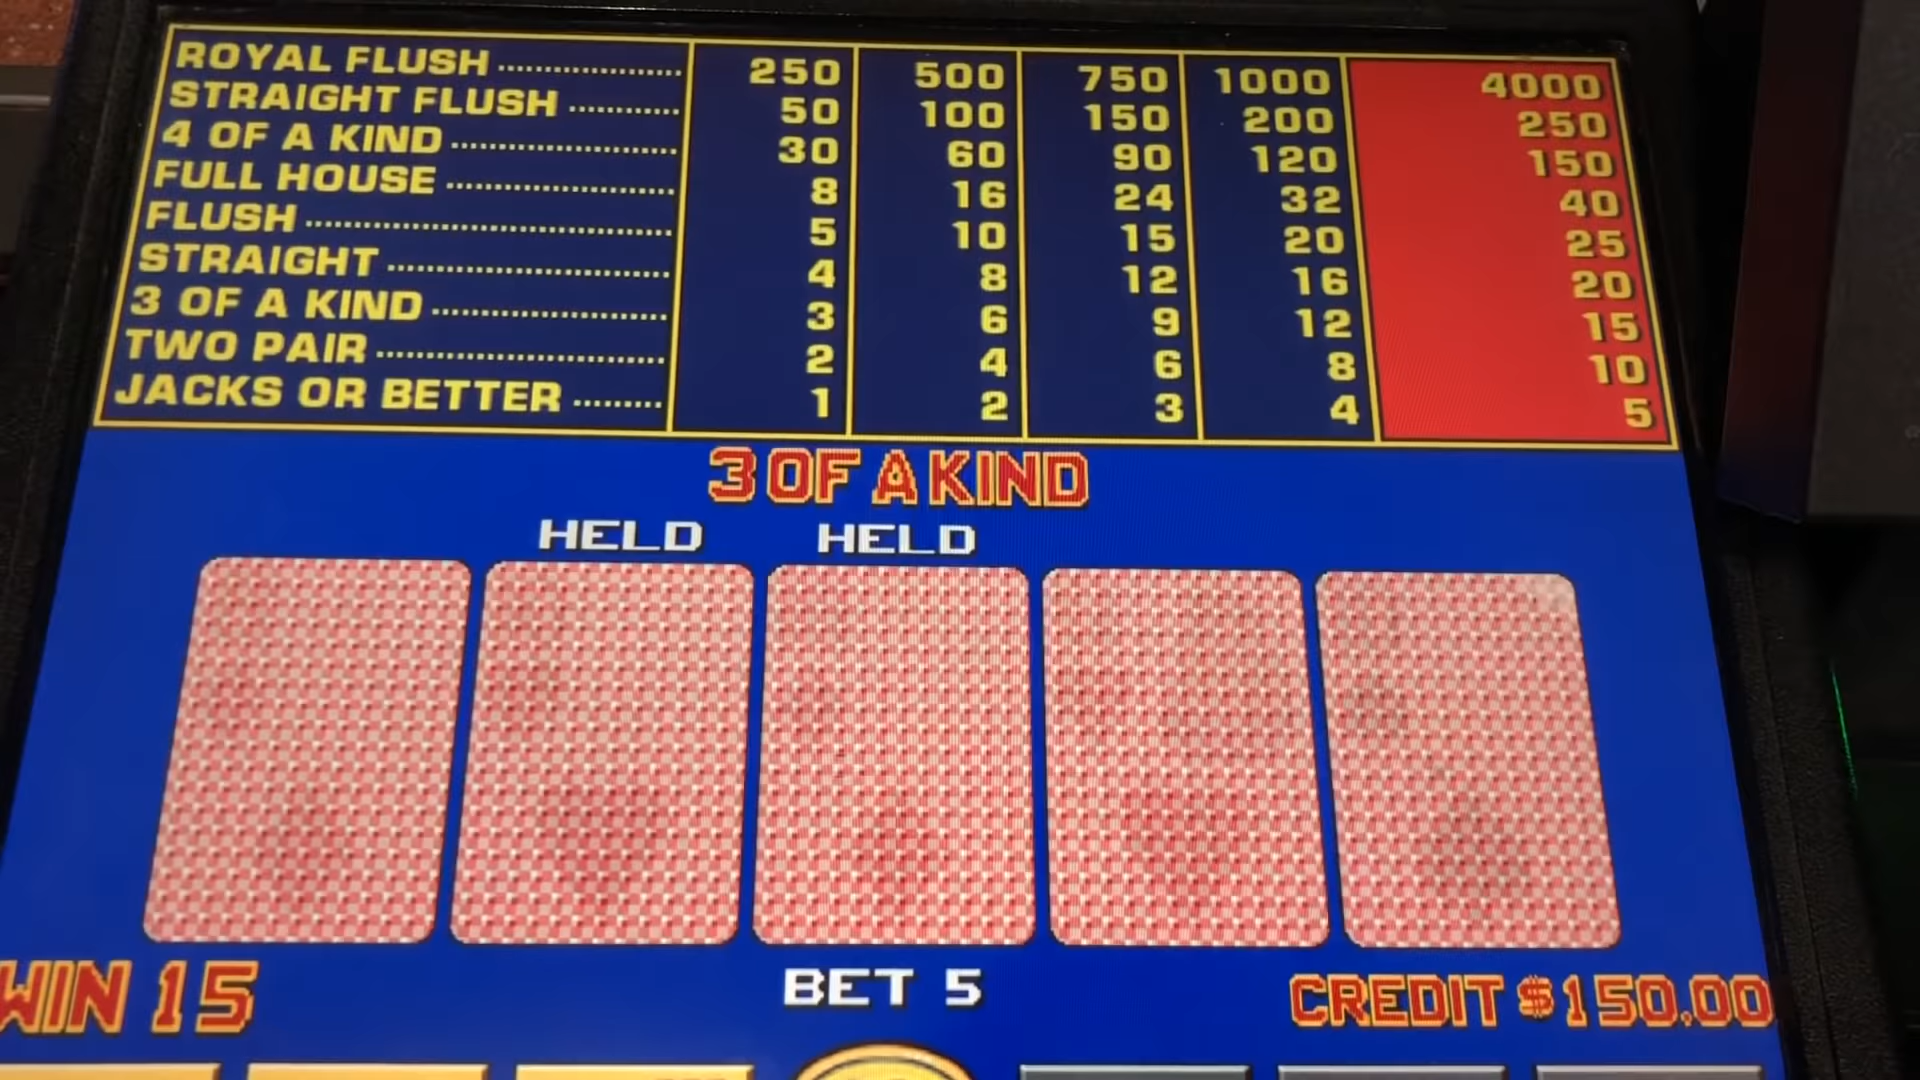 ROYAL FLUSH 250 500 750 1000 4000
STRAIGHT FLUSH 50 100 150 200 250
4 OF A KIND 30 60 90 120 150
FULL HOUSE 8 16 24 32 40
FLUSH 5 10 15 20 25
STRAIGHT 4 8 12 16 20
3 OF A KIND 3 6 9 12 15
TWO PAIR 2 4 6 8 10
JACKS OR BETTER 1 2 3 4 5
3 OF A KIND
HELD HELD
WIN 15 BET 5 CREDIT $150.00